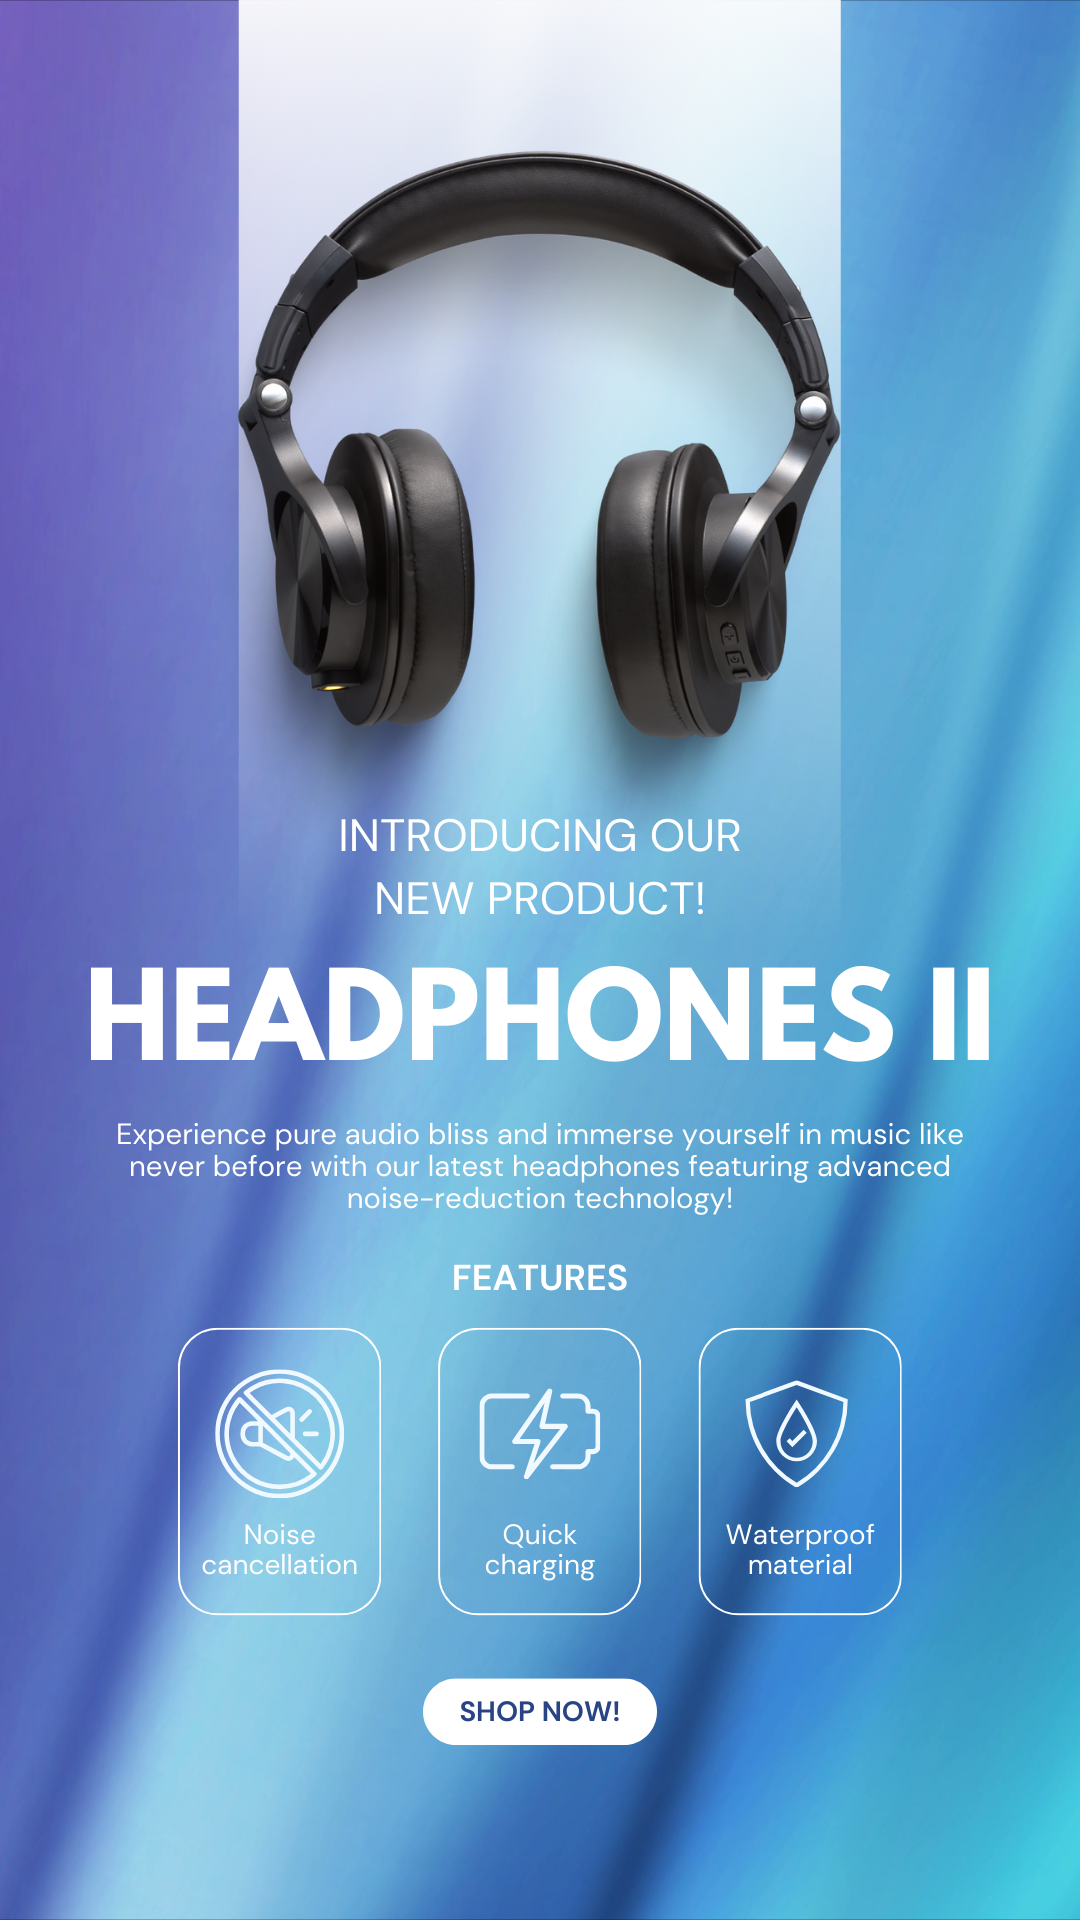 INTRODUCING OUR
NEW PRODUCT!
HEADPHONES II
Experience pure audio bliss and immerse yourself in music like
never before with our latest headphones featuring advanced
noise-reduction technology!
FEATURES
Noise
cancellation
Quick
charging
Waterproof
material
SHOP NOW!